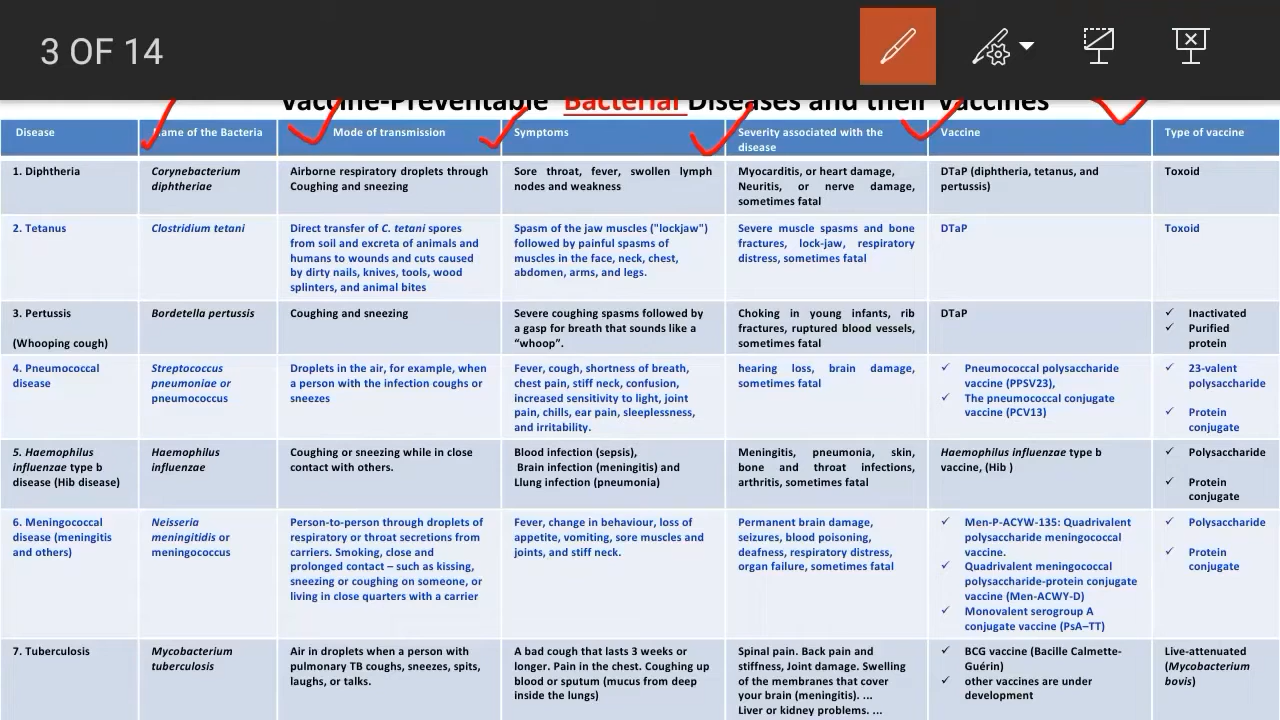 3 OF 14
Vaccine-Preventable Bacterial Diseases and their Vaccines
Disease
Name of the Bacteria
Mode of transmission
Symptoms
Severity associated with the
disease
Vaccine
Type of vaccine
1. Diphtheria
Corynebacterium
diphtheriae
Airborne respiratory droplets through
Coughing and sneezing
Sore throat, fever, swollen lymph
nodes and weakness
Myocarditis, or heart damage,
Neuritis, or nerve damage,
sometimes fatal
DTaP (diphtheria, tetanus, and
pertussis)
Toxoid
2. Tetanus
Clostridium tetani
Direct transfer of C. tetani spores
from soil and excreta of animals and
humans to wounds and cuts caused
by dirty nails, knives, tools, wood
splinters, and animal bites
Spasm of the jaw muscles ("lockjaw")
followed by painful spasms of
muscles in the face, neck, chest,
abdomen, arms, and legs.
Severe muscle spasms and bone
fractures, lock-jaw, respiratory
distress, sometimes fatal
DTaP
Toxoid
3. Pertussis
(Whooping cough)
Bordetella pertussis
Coughing and sneezing
Severe coughing spasms followed by
a gasp for breath that sounds like a
“whoop”.
Choking in young infants, rib
fractures, ruptured blood vessels,
sometimes fatal
DTaP
✓ Inactivated
✓ Purified
protein
4. Pneumococcal
disease
Streptococcus
pneumoniae or
pneumococcus
Droplets in the air, for example, when
a person with the infection coughs or
sneezes
Fever, cough, shortness of breath,
chest pain, stiff neck, confusion,
increased sensitivity to light, joint
pain, chills, ear pain, sleeplessness,
and irritability.
hearing loss, brain damage,
sometimes fatal
✓ Pneumococcal polysaccharide
vaccine (PPSV23),
✓ The pneumococcal conjugate
vaccine (PCV13)
✓ 23-valent
polysaccharide
✓ Protein
conjugate
5. Haemophilus
influenzae type b
disease (Hib disease)
Haemophilus
influenzae
Coughing or sneezing while in close
contact with others.
Blood infection (sepsis),
Brain infection (meningitis) and
Llung infection (pneumonia)
Meningitis, pneumonia, skin,
bone and throat infections,
arthritis, sometimes fatal
Haemophilus influenzae type b
vaccine, (Hib )
✓ Polysaccharide
✓ Protein
conjugate
6. Meningococcal
disease (meningitis
and others)
Neisseria
meningitidis or
meningococcus
Person-to-person through droplets of
respiratory or throat secretions from
carriers. Smoking, close and
prolonged contact – such as kissing,
sneezing or coughing on someone, or
living in close quarters with a carrier
Fever, change in behaviour, loss of
appetite, vomiting, sore muscles and
joints, and stiff neck.
Permanent brain damage,
seizures, blood poisoning,
deafness, respiratory distress,
organ failure, sometimes fatal
✓ Men-P-ACYW-135: Quadrivalent
polysaccharide meningococcal
vaccine.
✓ Quadrivalent meningococcal
polysaccharide-protein conjugate
vaccine (Men-ACWY-D)
✓ Monovalent serogroup A
conjugate vaccine (PsA–TT)
✓ Polysaccharide
✓ Protein
conjugate
7. Tuberculosis
Mycobacterium
tuberculosis
Air in droplets when a person with
pulmonary TB coughs, sneezes, spits,
laughs, or talks.
A bad cough that lasts 3 weeks or
longer. Pain in the chest. Coughing up
blood or sputum (mucus from deep
inside the lungs)
Spinal pain. Back pain and
stiffness, Joint damage. Swelling
of the membranes that cover
your brain (meningitis). ...
Liver or kidney problems. ...
✓ BCG vaccine (Bacille Calmette-
Guérin)
✓ other vaccines are under
development
Live-attenuated
(Mycobacterium
bovis)